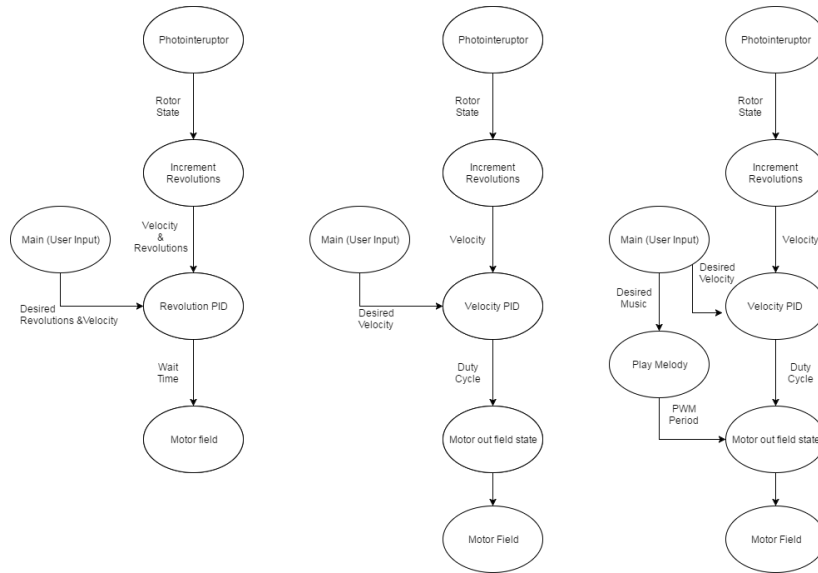 Photointeruptor
Rotor
State
Increment
Revolutions
Velocity
&
Revolutions
Main (User Input)
Desired
Revolutions &Velocity
Revolution PID
Wait
Time
Motor field
Photointeruptor
Rotor
State
Increment
Revolutions
Velocity
Main (User Input)
Desired
Velocity
Velocity PID
Duty
Cycle
Motor out field state
Motor Field
Photointeruptor
Rotor
State
Increment
Revolutions
Velocity
Main (User Input)
Desired
Velocity
Desired
Music
Velocity PID
Play Melody
Duty
Cycle
PWM
Period
Motor out field state
Motor Field